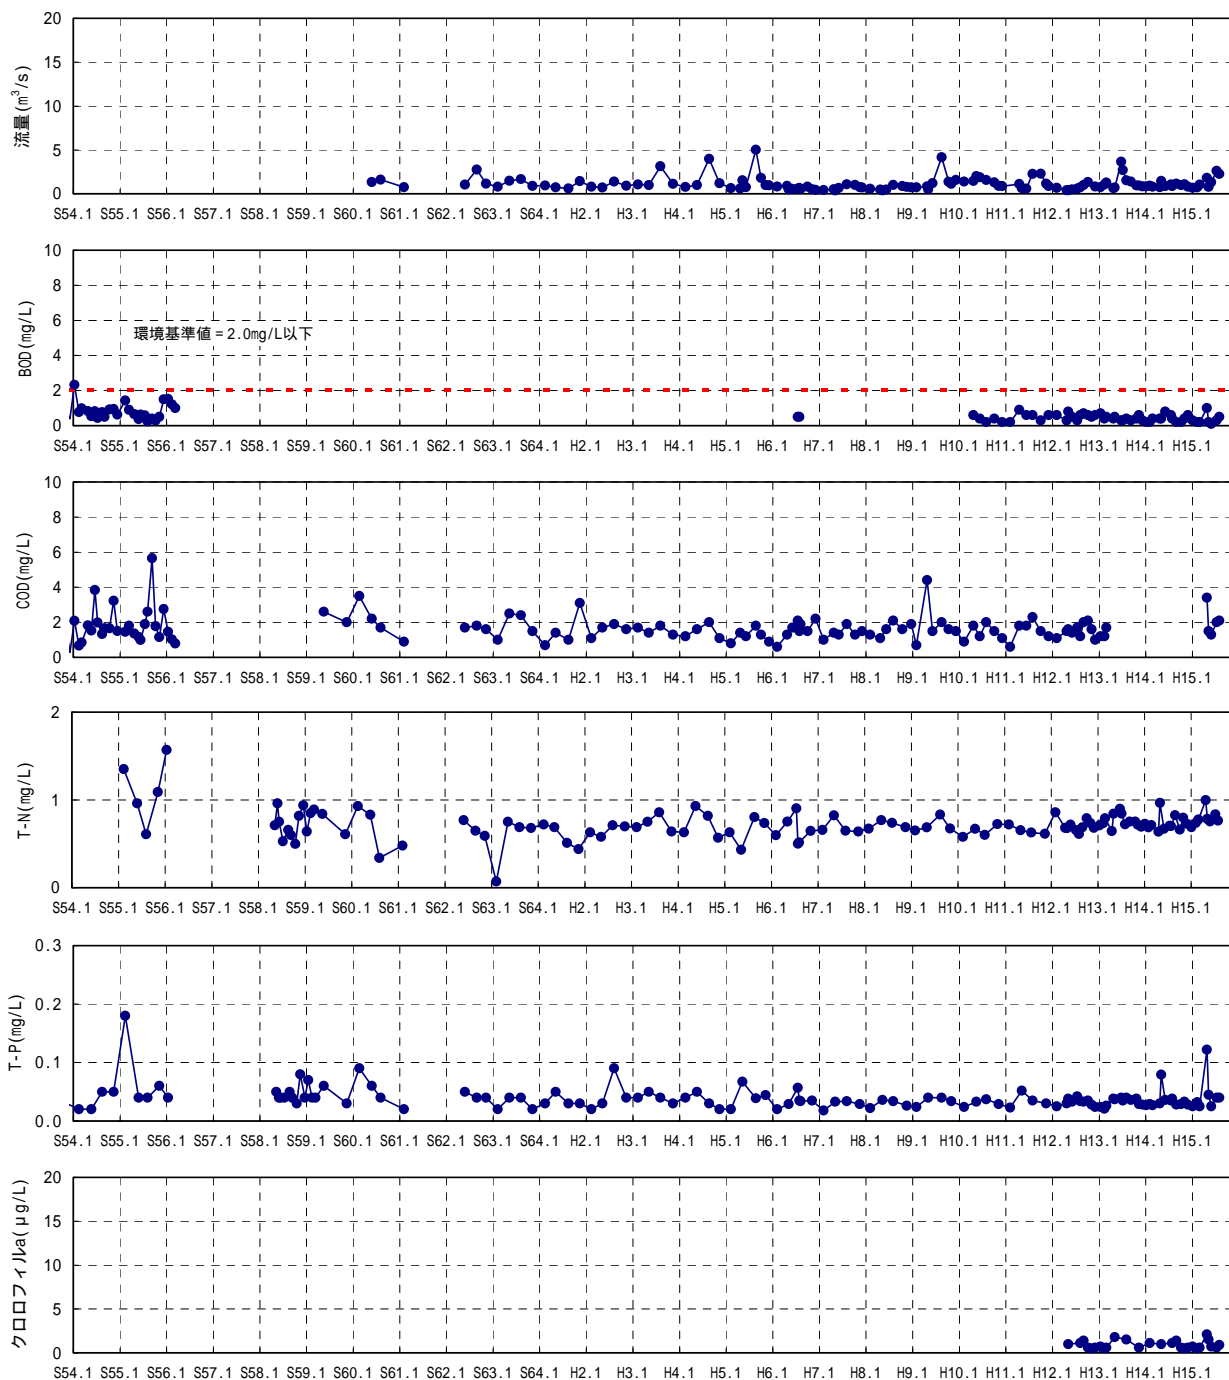 20
15
10
5
0
流量(m³/s)
S54.1 S55.1 S56.1 S57.1 S58.1 S59.1 S60.1 S61.1 S62.1 S63.1 S64.1 H2.1 H3.1 H4.1 H5.1 H6.1 H7.1 H8.1 H9.1 H10.1 H11.1 H12.1 H13.1 H14.1 H15.1
10
8
6
4
2
0
BOD(mg/L)
環境基準値=2.0mg/L以下
S54.1 S55.1 S56.1 S57.1 S58.1 S59.1 S60.1 S61.1 S62.1 S63.1 S64.1 H2.1 H3.1 H4.1 H5.1 H6.1 H7.1 H8.1 H9.1 H10.1 H11.1 H12.1 H13.1 H14.1 H15.1
10
8
6
4
2
0
COD(mg/L)
S54.1 S55.1 S56.1 S57.1 S58.1 S59.1 S60.1 S61.1 S62.1 S63.1 S64.1 H2.1 H3.1 H4.1 H5.1 H6.1 H7.1 H8.1 H9.1 H10.1 H11.1 H12.1 H13.1 H14.1 H15.1
2
1
0
T-N(mg/L)
S54.1 S55.1 S56.1 S57.1 S58.1 S59.1 S60.1 S61.1 S62.1 S63.1 S64.1 H2.1 H3.1 H4.1 H5.1 H6.1 H7.1 H8.1 H9.1 H10.1 H11.1 H12.1 H13.1 H14.1 H15.1
0.3
0.2
0.1
0.0
T-P(mg/L)
S54.1 S55.1 S56.1 S57.1 S58.1 S59.1 S60.1 S61.1 S62.1 S63.1 S64.1 H2.1 H3.1 H4.1 H5.1 H6.1 H7.1 H8.1 H9.1 H10.1 H11.1 H12.1 H13.1 H14.1 H15.1
20
15
10
5
0
クロロフィルa(μg/L)
S54.1 S55.1 S56.1 S57.1 S58.1 S59.1 S60.1 S61.1 S62.1 S63.1 S64.1 H2.1 H3.1 H4.1 H5.1 H6.1 H7.1 H8.1 H9.1 H10.1 H11.1 H12.1 H13.1 H14.1 H15.1